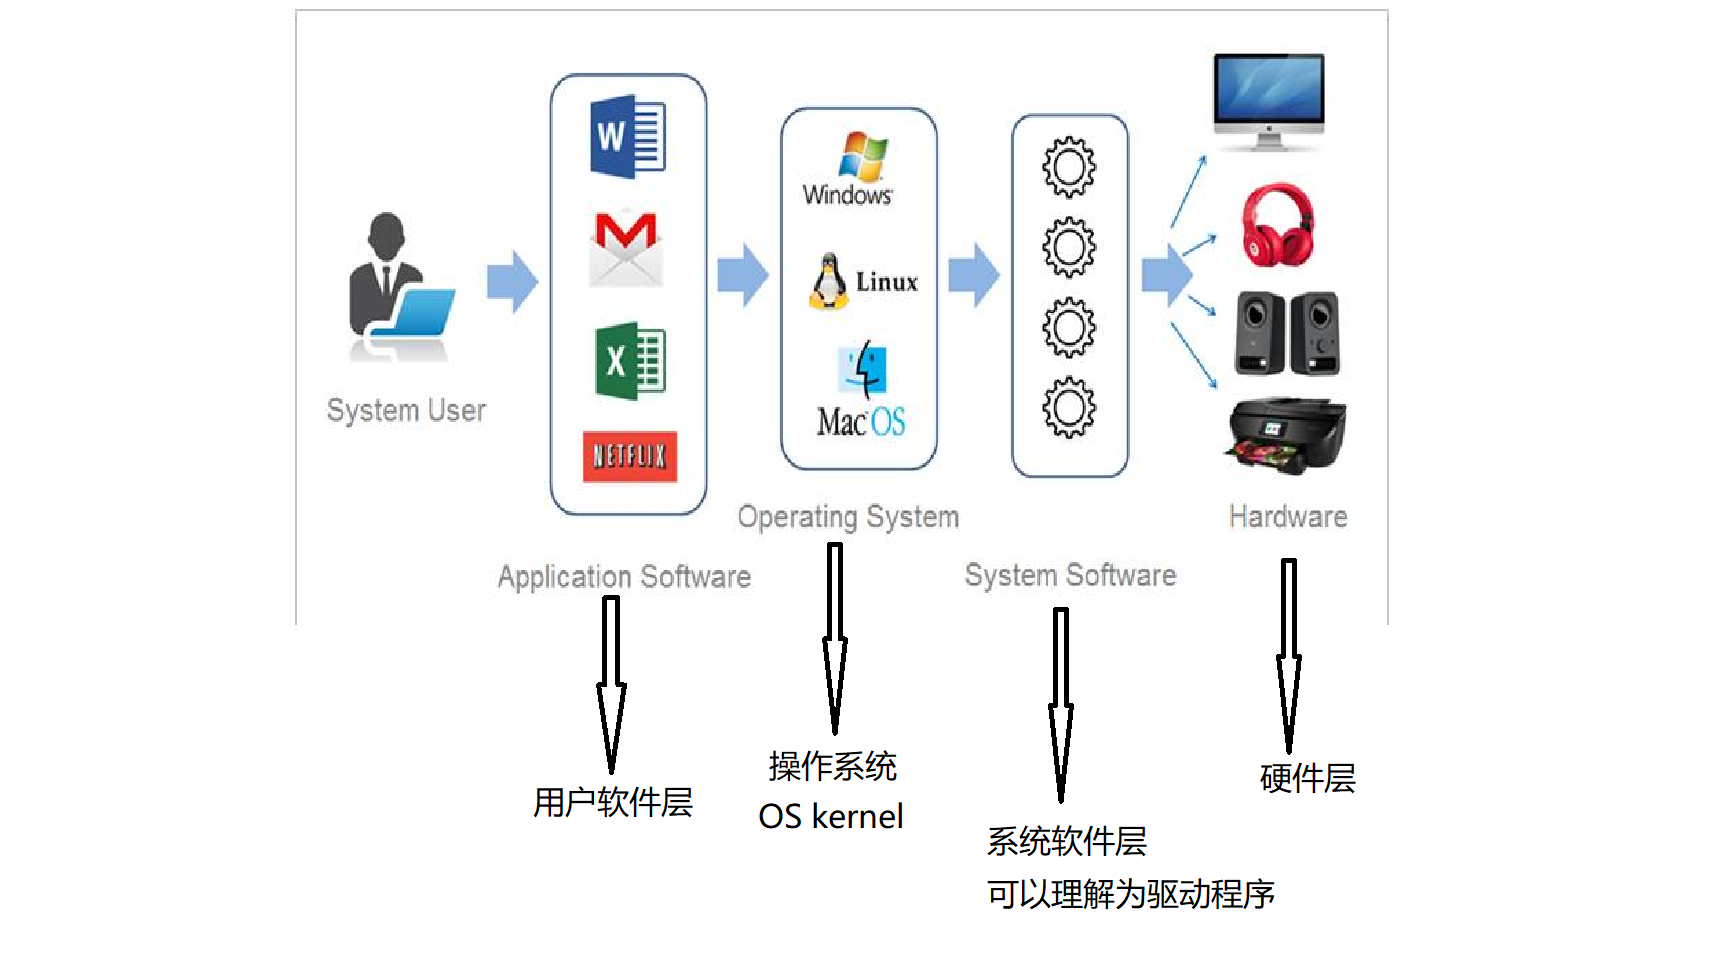 W
M
X
NETFLIX
Windows
Linux
Mac OS
System User
Application Software
Operating System
System Software
Hardware
用户软件层
操作系统
OS kernel
系统软件层
可以理解为驱动程序
硬件层